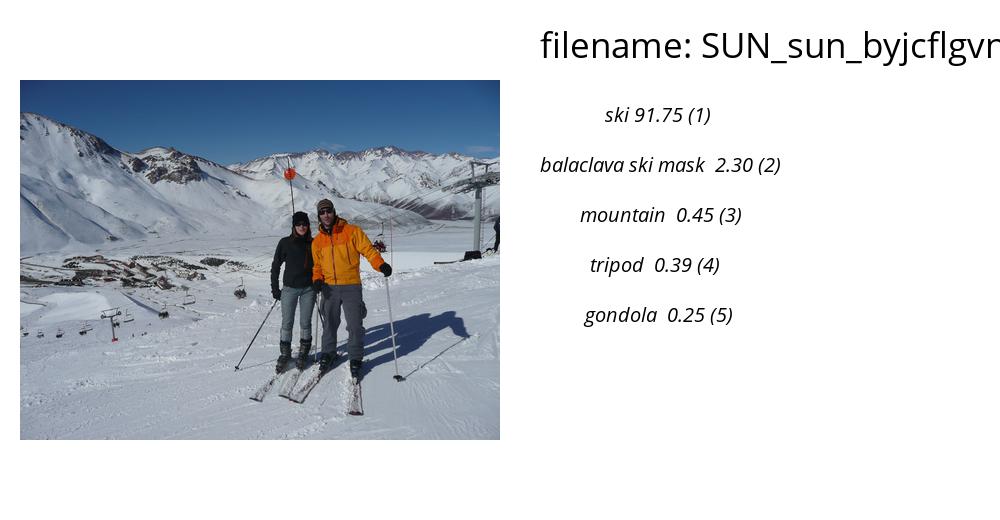 filename: SUN_sun_byjcflgvr
ski 91.75 (1)
balaclava ski mask 2.30 (2)
mountain 0.45 (3)
tripod 0.39 (4)
gondola 0.25 (5)